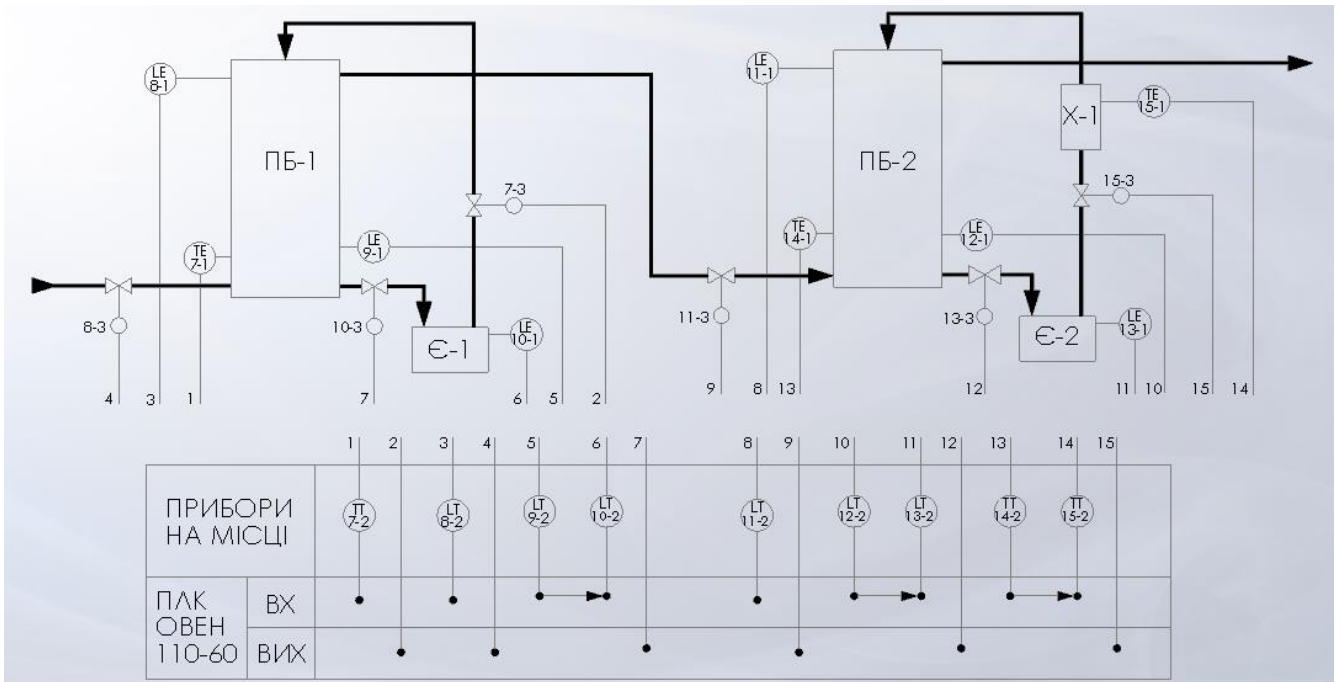 LE
8-1
ПБ-1
7-3
TE
7-1
LE
9-1
8-3
10-3
Є-1
LE
10-1
4
3
1
7
6
5
2
LE
11-1
ПБ-2
X-1
TE
15-1
15-3
TE
14-1
LE
12-1
11-3
13-3
Є-2
LE
13-1
9
8
13
12
11
10
15
14
1
2
3
4
5
6
7
8
9
10
11
12
13
14
15
ПРИБОРИ
НА МІСЦІ
TT
7-2
LT
8-2
LT
9-2
LT
10-2
LT
11-2
LT
12-2
LT
13-2
TT
14-2
TT
15-2
ПЛК
ОВЕН
110-60
ВХ
ВИХ